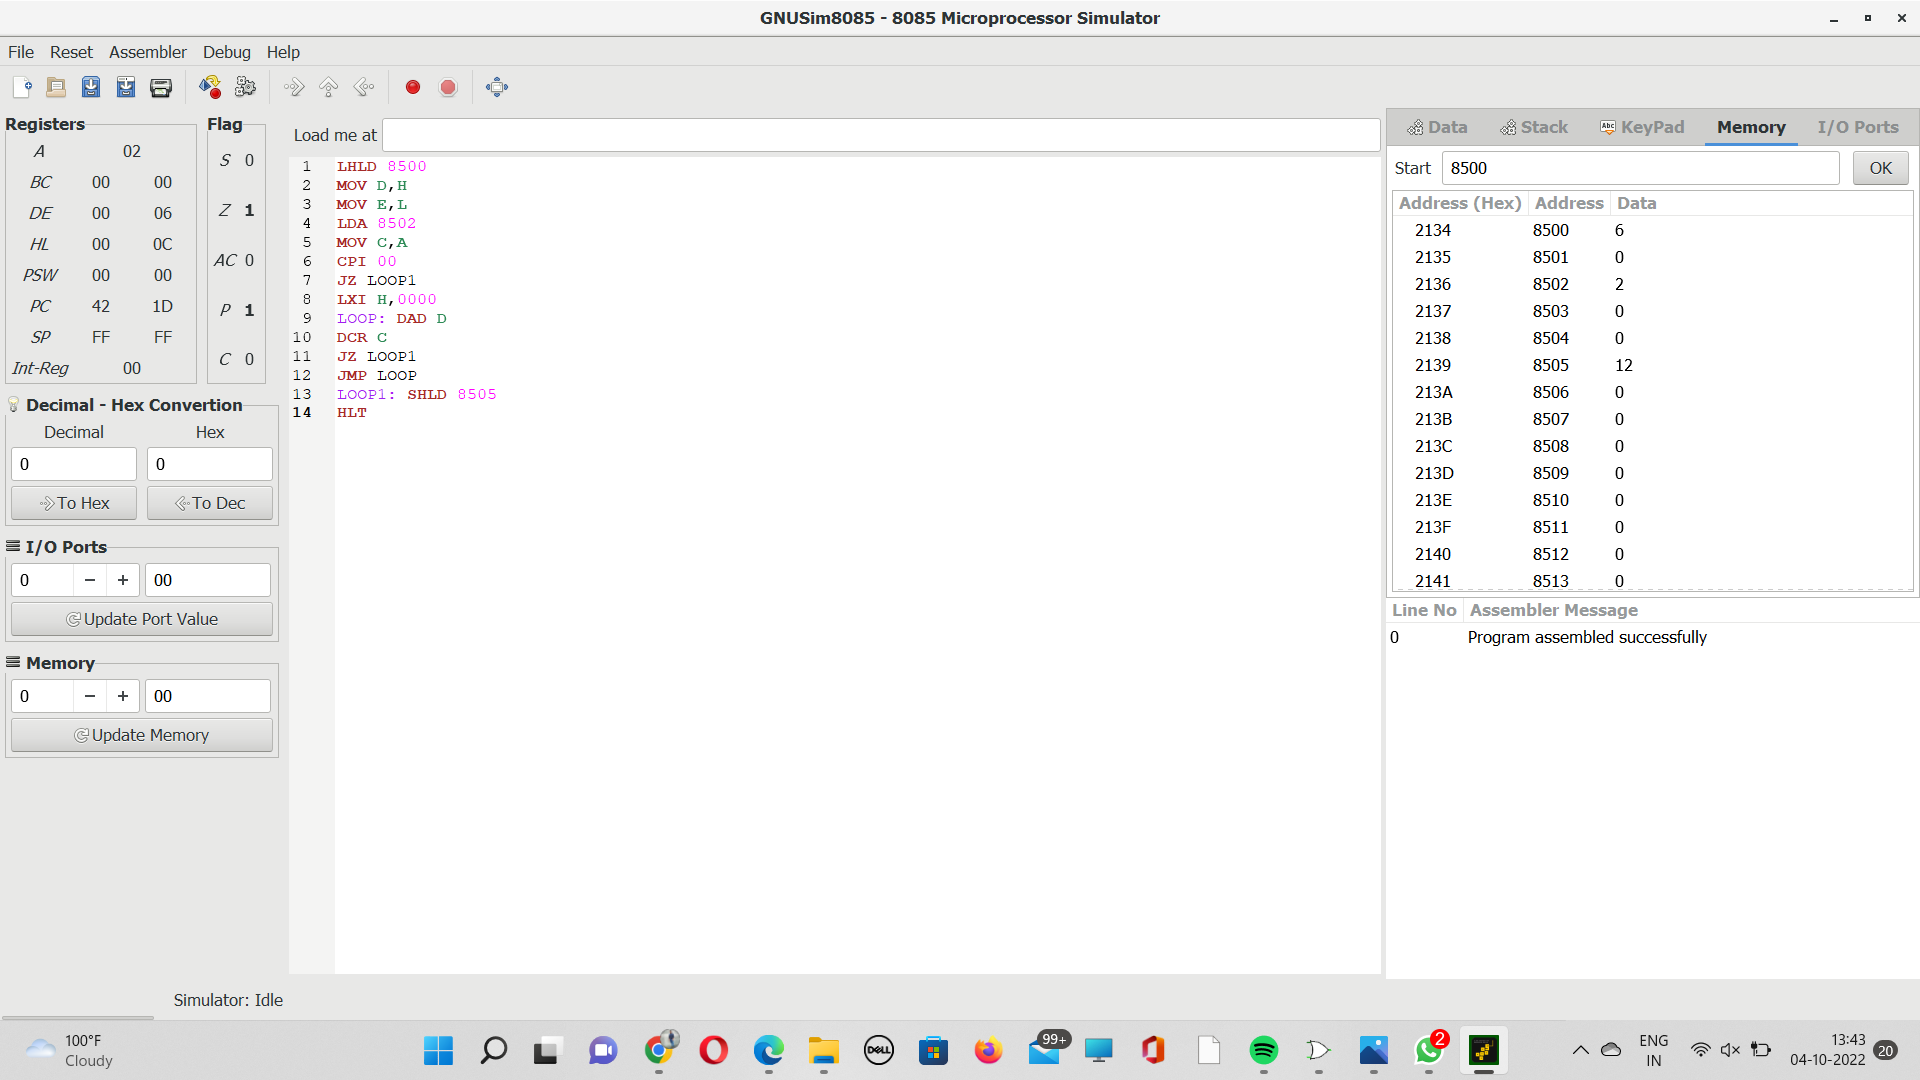 GNUSim8085 - 8085 Microprocessor Simulator
File Reset Assembler Debug Help
Registers
A 02
BC 00 00
DE 00 06
HL 00 0C
PSW 00 00
PC 42 1D
SP FF FF
Int-Reg 00
Flag
S 0
Z 1
AC 0
P 1
C 0
Decimal - Hex Convertion
Decimal Hex
0 0
To Hex To Dec
I/O Ports
0 − + 00
Update Port Value
Memory
0 − + 00
Update Memory
Load me at
1 LHLD 8500
2 MOV D,H
3 MOV E,L
4 LDA 8502
5 MOV C,A
6 CPI 00
7 JZ LOOP1
8 LXI H,0000
9 LOOP: DAD D
10 DCR C
11 JZ LOOP1
12 JMP LOOP
13 LOOP1: SHLD 8505
14 HLT
Data Stack Abc KeyPad Memory I/O Ports
Start 8500 OK
Address (Hex) Address Data
2134 8500 6
2135 8501 0
2136 8502 2
2137 8503 0
2138 8504 0
2139 8505 12
213A 8506 0
213B 8507 0
213C 8508 0
213D 8509 0
213E 8510 0
213F 8511 0
2140 8512 0
2141 8513 0
Line No Assembler Message
0 Program assembled successfully
Simulator: Idle
100°F
Cloudy
DELL
99+
2
ENG
IN
13:43
04-10-2022
20